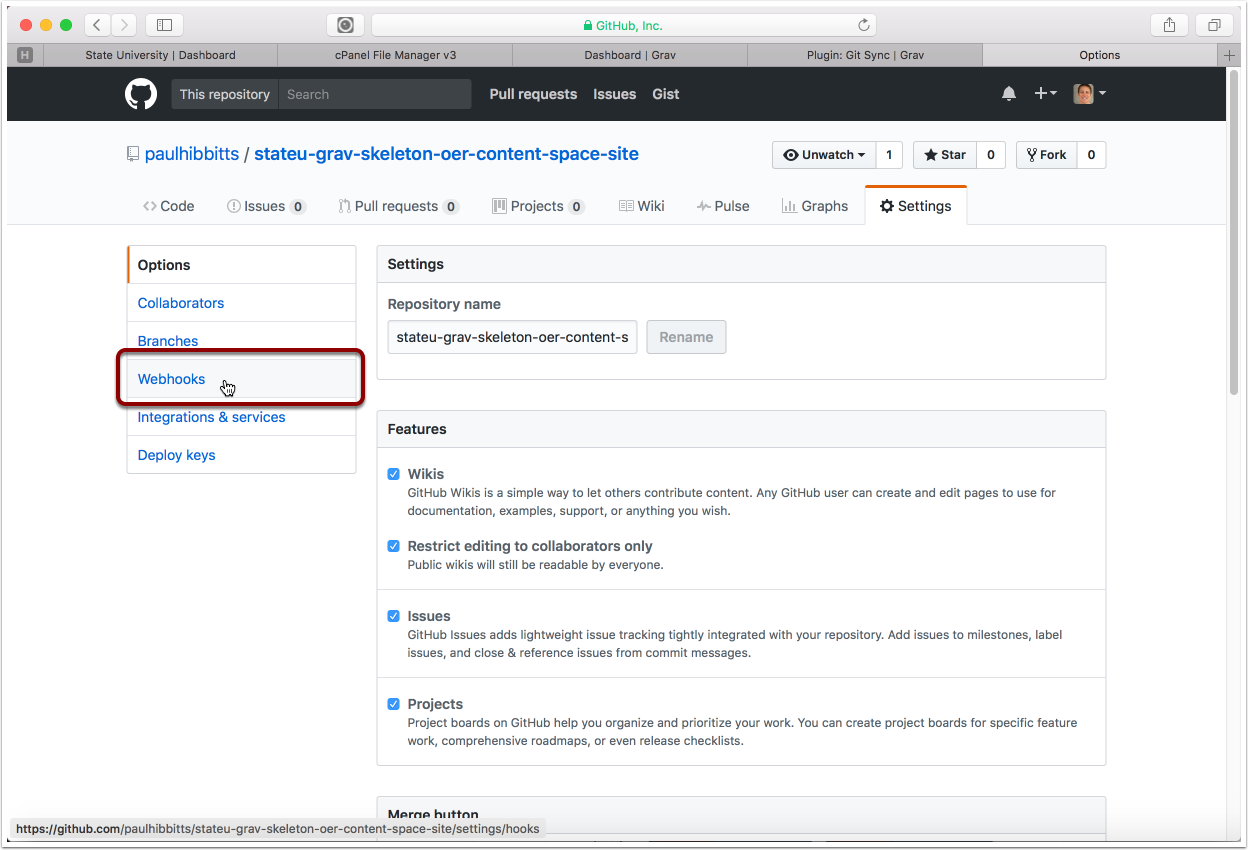 GitHub, Inc.
H
State University | Dashboard
cPanel File Manager v3
Dashboard | Grav
Plugin: Git Sync | Grav
Options
This repository
Search
Pull requests
Issues
Gist
paulhibbitts / stateu-grav-skeleton-oer-content-space-site
Unwatch 1
Star 0
Fork 0
Code
Issues 0
Pull requests 0
Projects 0
Wiki
Pulse
Graphs
Settings
Options
Collaborators
Branches
Webhooks
Integrations & services
Deploy keys
Settings
Repository name
stateu-grav-skeleton-oer-content-s
Rename
Features
Wikis
GitHub Wikis is a simple way to let others contribute content. Any GitHub user can create and edit pages to use for
documentation, examples, support, or anything you wish.
Restrict editing to collaborators only
Public wikis will still be readable by everyone.
Issues
GitHub Issues adds lightweight issue tracking tightly integrated with your repository. Add issues to milestones, label
issues, and close & reference issues from commit messages.
Projects
Project boards on GitHub help you organize and prioritize your work. You can create project boards for specific feature
work, comprehensive roadmaps, or even release checklists.
Merge button
https://github.com/paulhibbitts/stateu-grav-skeleton-oer-content-space-site/settings/hooks